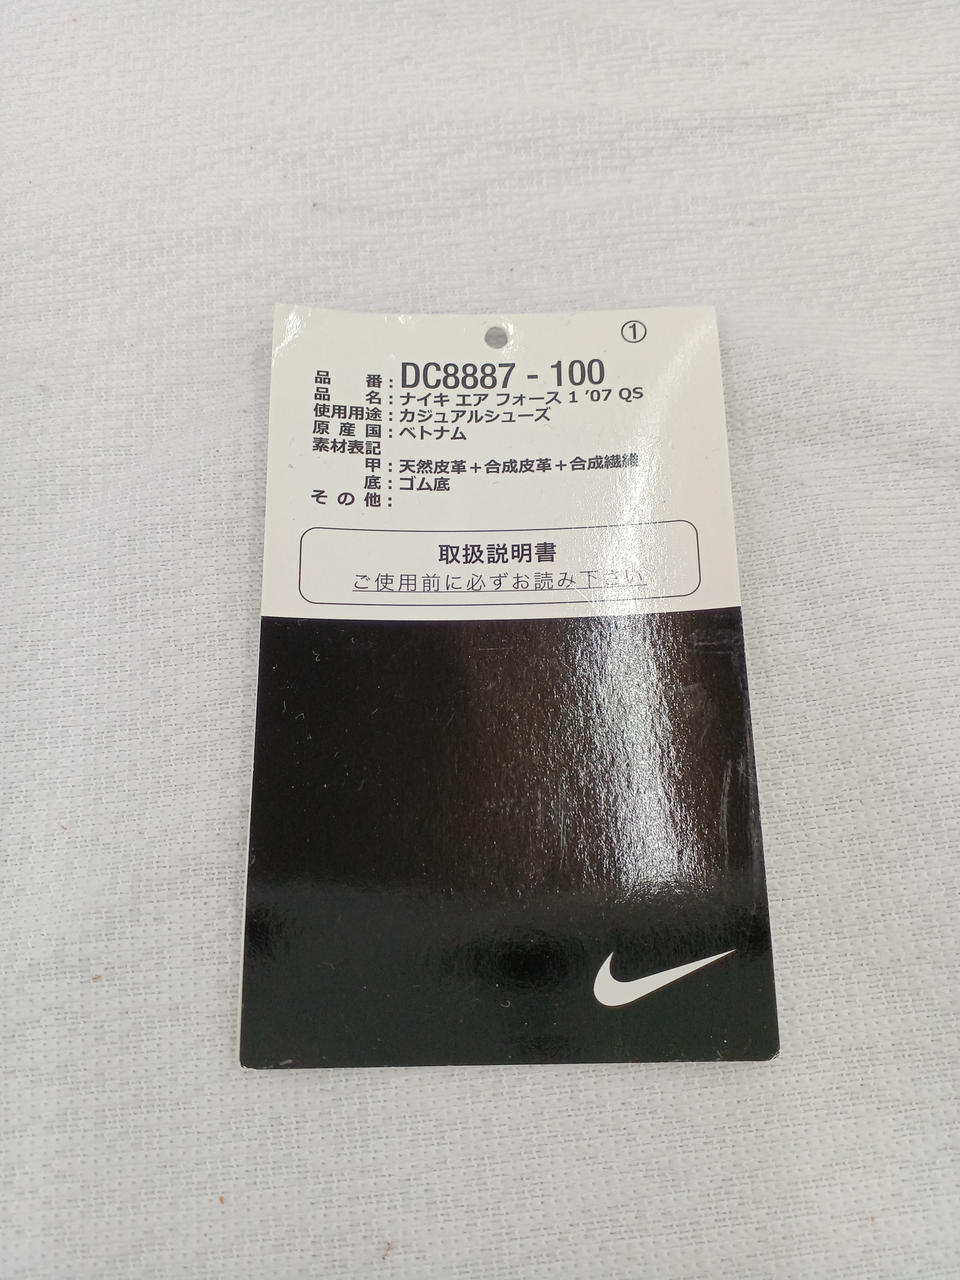 ①
品 番 : DC8887 - 100
品 名 : ナイキ エア フォース 1 '07 QS
使用用途 : カジュアルシューズ
原 産 国 : ベトナム
素材表記
甲 : 天然皮革＋合成皮革＋合成繊維
底 : ゴム底
そ の 他 :
取扱説明書
ご使用前に必ずお読み下さい